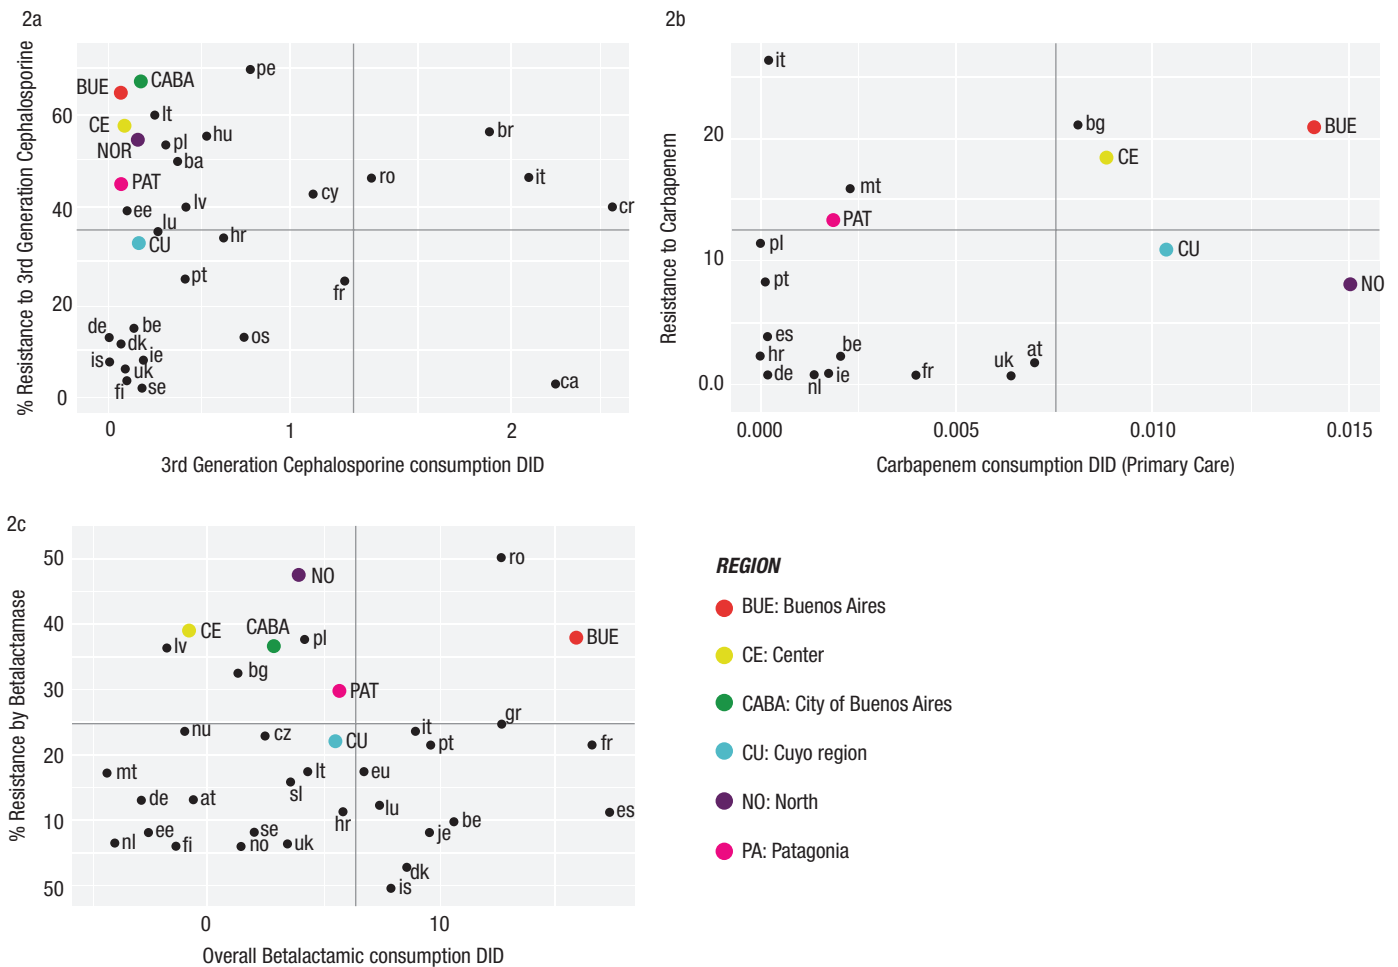 2a
% Resistance to 3rd Generation Cephalosporine
60
40
20
0
BUE
CABA
pe
lt
CE
NOR
pl
hu
br
ba
PAT
ro
it
cy
lv
ee
cr
lu
CU
hr
pt
fr
de
be
dk
os
is
ie
uk
fi
se
ca
0 1 2
3rd Generation Cephalosporine consumption DID
2b
Resistance to Carbapenem
20
10
0.0
it
bg
BUE
CE
mt
PAT
pl
CU
pt
NO
es
hr
be
de
nl
ie
fr
uk
at
0.000 0.005 0.010 0.015
Carbapenem consumption DID (Primary Care)
2c
% Resistance by Betalactamase
50
40
30
20
10
50
ro
NO
CE
CABA
pl
BUE
lv
bg
PAT
gr
nu
cz
CU
it
pt
fr
mt
lt
eu
sl
de
at
lu
hr
es
be
ee
se
je
nl
fi
no
uk
dk
is
0 10
Overall Betalactamic consumption DID
REGION
BUE: Buenos Aires
CE: Center
CABA: City of Buenos Aires
CU: Cuyo region
NO: North
PA: Patagonia